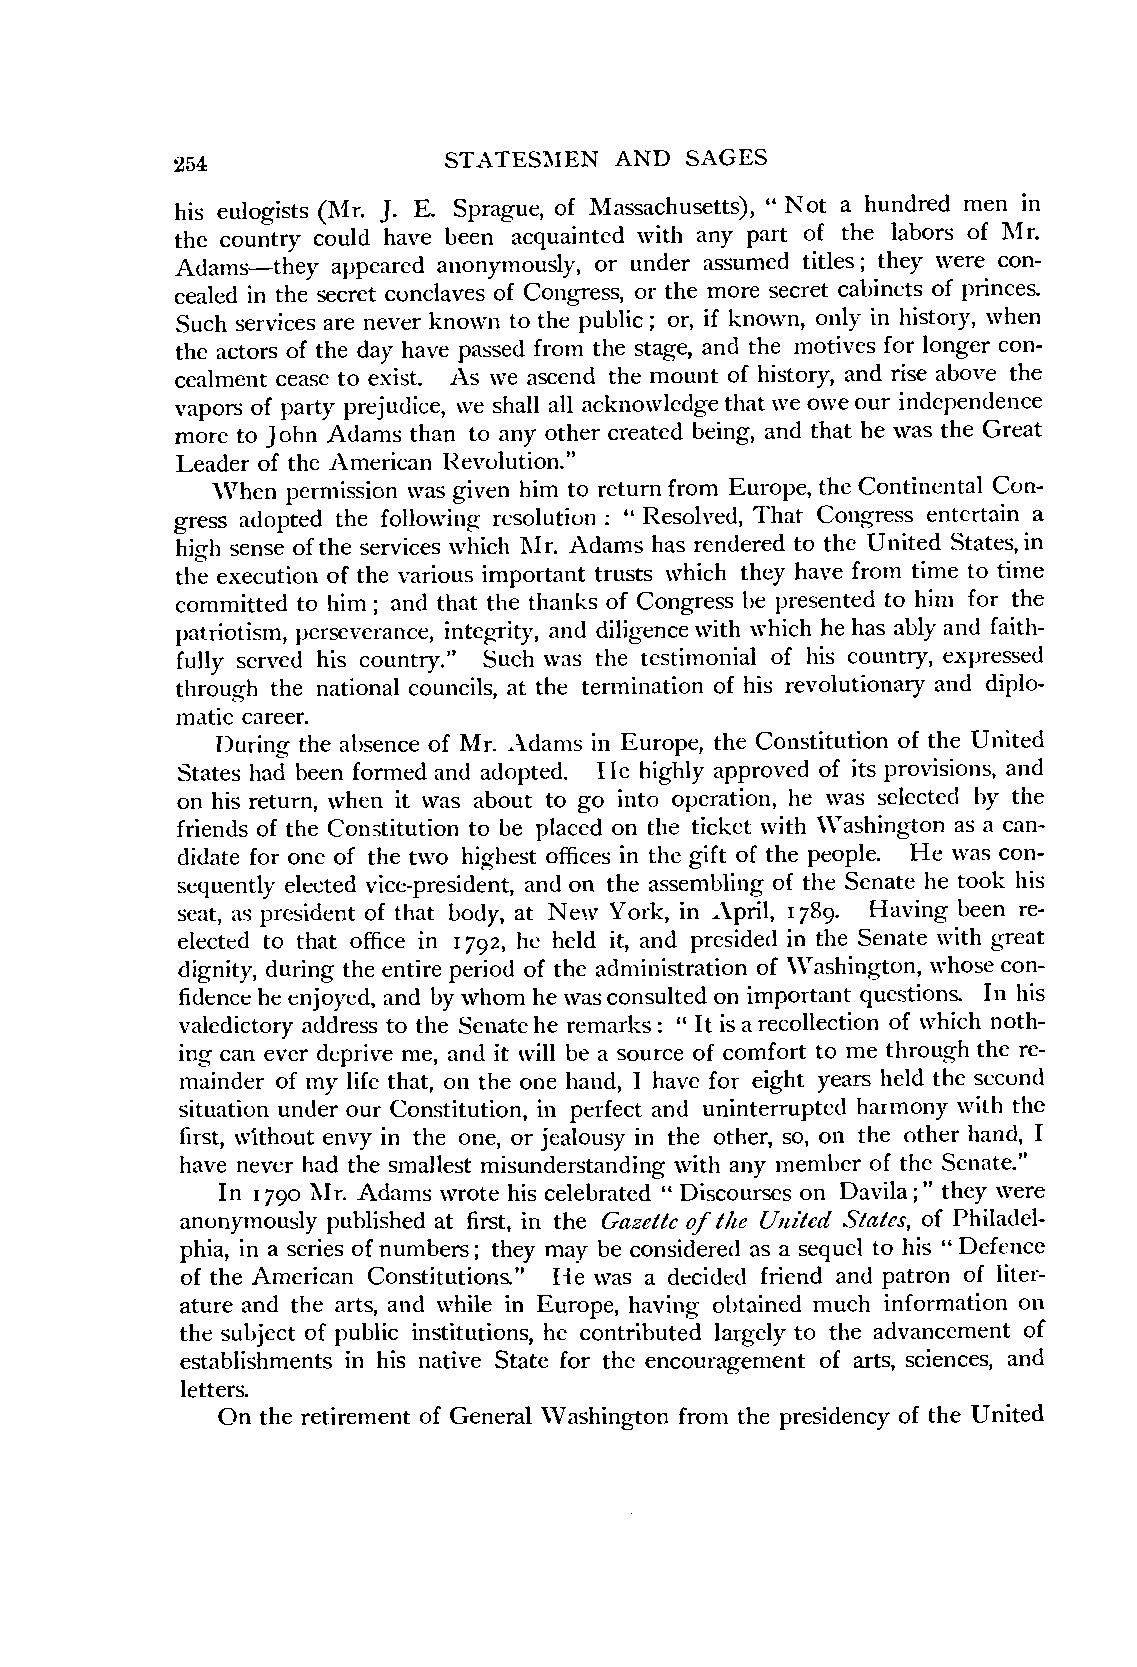 254 STATESMEN AND SAGES
his eulogists (Mr. J. E. Sprague, of Massachusetts), “ Not a hundred men in
the country could have been acquainted with any part of the labors of Mr.
Adams—they appeared anonymously, or under assumed titles; they were con-
cealed in the secret conclaves of Congress, or the more secret cabinets of princes.
Such services are never known to the public; or, if known, only in history, when
the actors of the day have passed from the stage, and the motives for longer con-
cealment cease to exist. As we ascend the mount of history, and rise above the
vapors of party prejudice, we shall all acknowledge that we owe our independence
more to John Adams than to any other created being, and that he was the Great
Leader of the American Revolution.”
When permission was given him to return from Europe, the Continental Con-
gress adopted the following resolution : “ Resolved, That Congress entertain a
high sense of the services which Mr. Adams has rendered to the United States, in
the execution of the various important trusts which they have from time to time
committed to him ; and that the thanks of Congress be presented to him for the
patriotism, perseverance, integrity, and diligence with which he has ably and faith-
fully served his country.” Such was the testimonial of his country, expressed
through the national councils, at the termination of his revolutionary and diplo-
matic career.
During the absence of Mr. Adams in Europe, the Constitution of the United
States had been formed and adopted. He highly approved of its provisions, and
on his return, when it was about to go into operation, he was selected by the
friends of the Constitution to be placed on the ticket with Washington as a can-
didate for one of the two highest offices in the gift of the people. He was con-
sequently elected vice-president, and on the assembling of the Senate he took his
seat, as president of that body, at New York, in April, 1789. Having been re-
elected to that office in 1792, he held it, and presided in the Senate with great
dignity, during the entire period of the administration of Washington, whose con-
fidence he enjoyed, and by whom he was consulted on important questions. In his
valedictory address to the Senate he remarks : “ It is a recollection of which noth-
ing can ever deprive me, and it will be a source of comfort to me through the re-
mainder of my life that, on the one hand, I have for eight years held the second
situation under our Constitution, in perfect and uninterrupted harmony with the
first, without envy in the one, or jealousy in the other, so, on the other hand, I
have never had the smallest misunderstanding with any member of the Senate.”
In 1790 Mr. Adams wrote his celebrated “ Discourses on Davila ;” they were
anonymously published at first, in the Gazette of the United States, of Philadel-
phia, in a series of numbers; they may be considered as a sequel to his “ Defence
of the American Constitutions.” He was a decided friend and patron of liter-
ature and the arts, and while in Europe, having obtained much information on
the subject of public institutions, he contributed largely to the advancement of
establishments in his native State for the encouragement of arts, sciences, and
letters.
On the retirement of General Washington from the presidency of the United